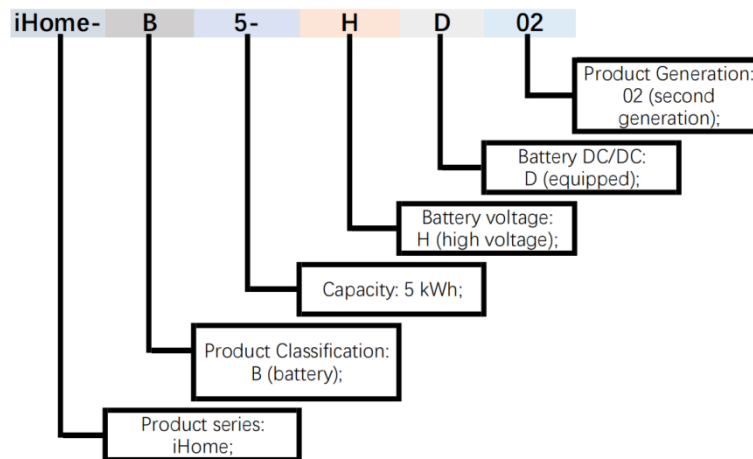 iHome- B 5- H D 02
Product Generation:
02 (second
generation);
Battery DC/DC:
D (equipped);
Battery voltage:
H (high voltage);
Capacity: 5 kWh;
Product Classification:
B (battery);
Product series:
iHome;